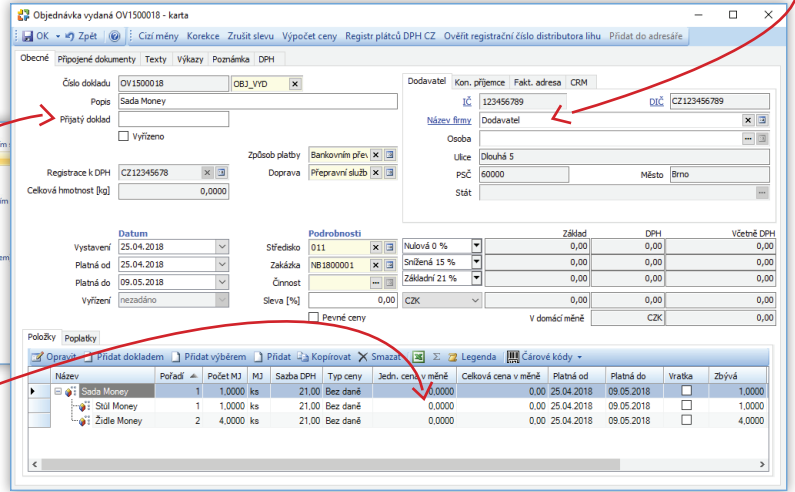 Objednávka vydaná OV1500018 - karta
OK Zpět Cizí měny Korekce Zrušit slevu Výpočet ceny Registr plátců DPH CZ Ověřit registrační číslo distributora lihu Přidat do adresáře
Obecné Připojené dokumenty Texty Výkazy Poznámka DPH
Číslo dokladu OV1500018 OBJ_VYD
Popis Sada Money
Přijatý doklad
Vyřízeno
Způsob platby Bankovním přev
Registrace k DPH CZ12345678 Doprava Přepravní služb
Celková hmotnost [kg] 0,0000
Dodavatel Kon. příjemce Fakt. adresa CRM
IČ 123456789 DIČ CZ123456789
Název firmy Dodavatel
Osoba
Ulice Dlouhá 5
PSČ 60000 Město Brno
Stát
Datum Podrobnosti Základ DPH Včetně DPH
Vystavení 25.04.2018 Středisko 011 Nulová 0 % 0,00 0,00 0,00
Platná od 25.04.2018 Zakázka NB1800001 Snížená 15 % 0,00 0,00 0,00
Platná do 09.05.2018 Činnost Základní 21 % 0,00 0,00 0,00
Vyřízení nezadáno Sleva [%] 0,00 CZK 0,00 0,00 0,00
Pevné ceny V domácí měně CZK 0,00
Položky Poplatky
Opravit Přidat dokladem Přidat výběrem Přidat Kopírovat Smazat Σ Legenda Čárové kódy
Název Pořadí Počet MJ MJ Sazba DPH Typ ceny Jedn. cena v měně Celková cena v měně Platná od Platná do Vratka Zbývá
Sada Money 1 1,0000 ks 21,00 Bez daně 0,0000 0,00 25.04.2018 09.05.2018 1,0000
Stůl Money 1 1,0000 ks 21,00 Bez daně 0,0000 0,00 25.04.2018 09.05.2018 1,0000
Židle Money 2 4,0000 ks 21,00 Bez daně 0,0000 0,00 25.04.2018 09.05.2018 4,0000